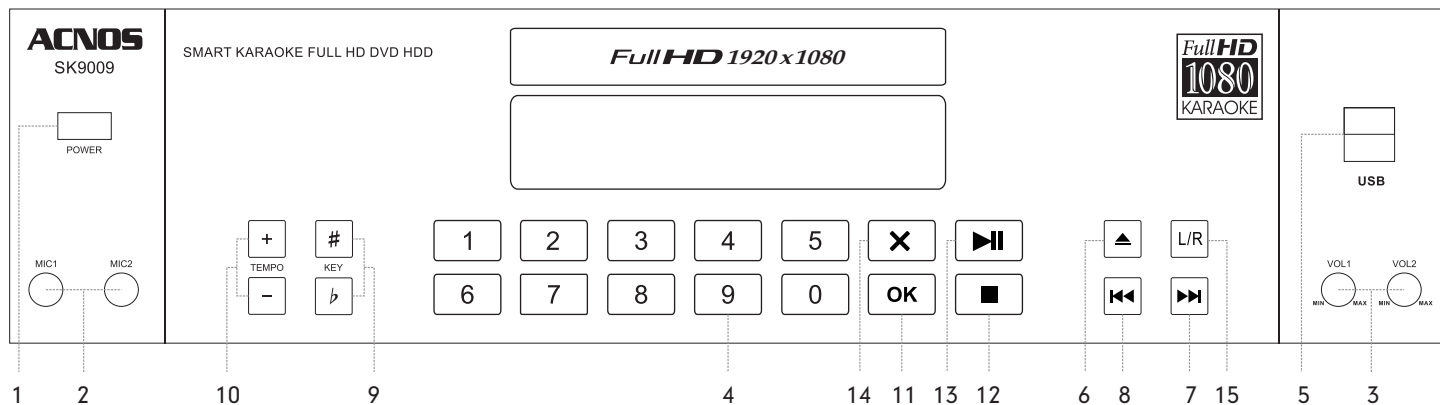 ACNOS
SK9009
SMART KARAOKE FULL HD DVD HDD
Full HD 1920 x 1080
Full HD
1080
KARAOKE
POWER
USB
MIC1 MIC2
+ #
TEMPO KEY
− ♭
1 2 3 4 5
6 7 8 9 0 OK
L/R
VOL1 VOL2
MIN MAX MIN MAX
1 2 10 9 4 14 11 13 12 6 8 7 15 5 3